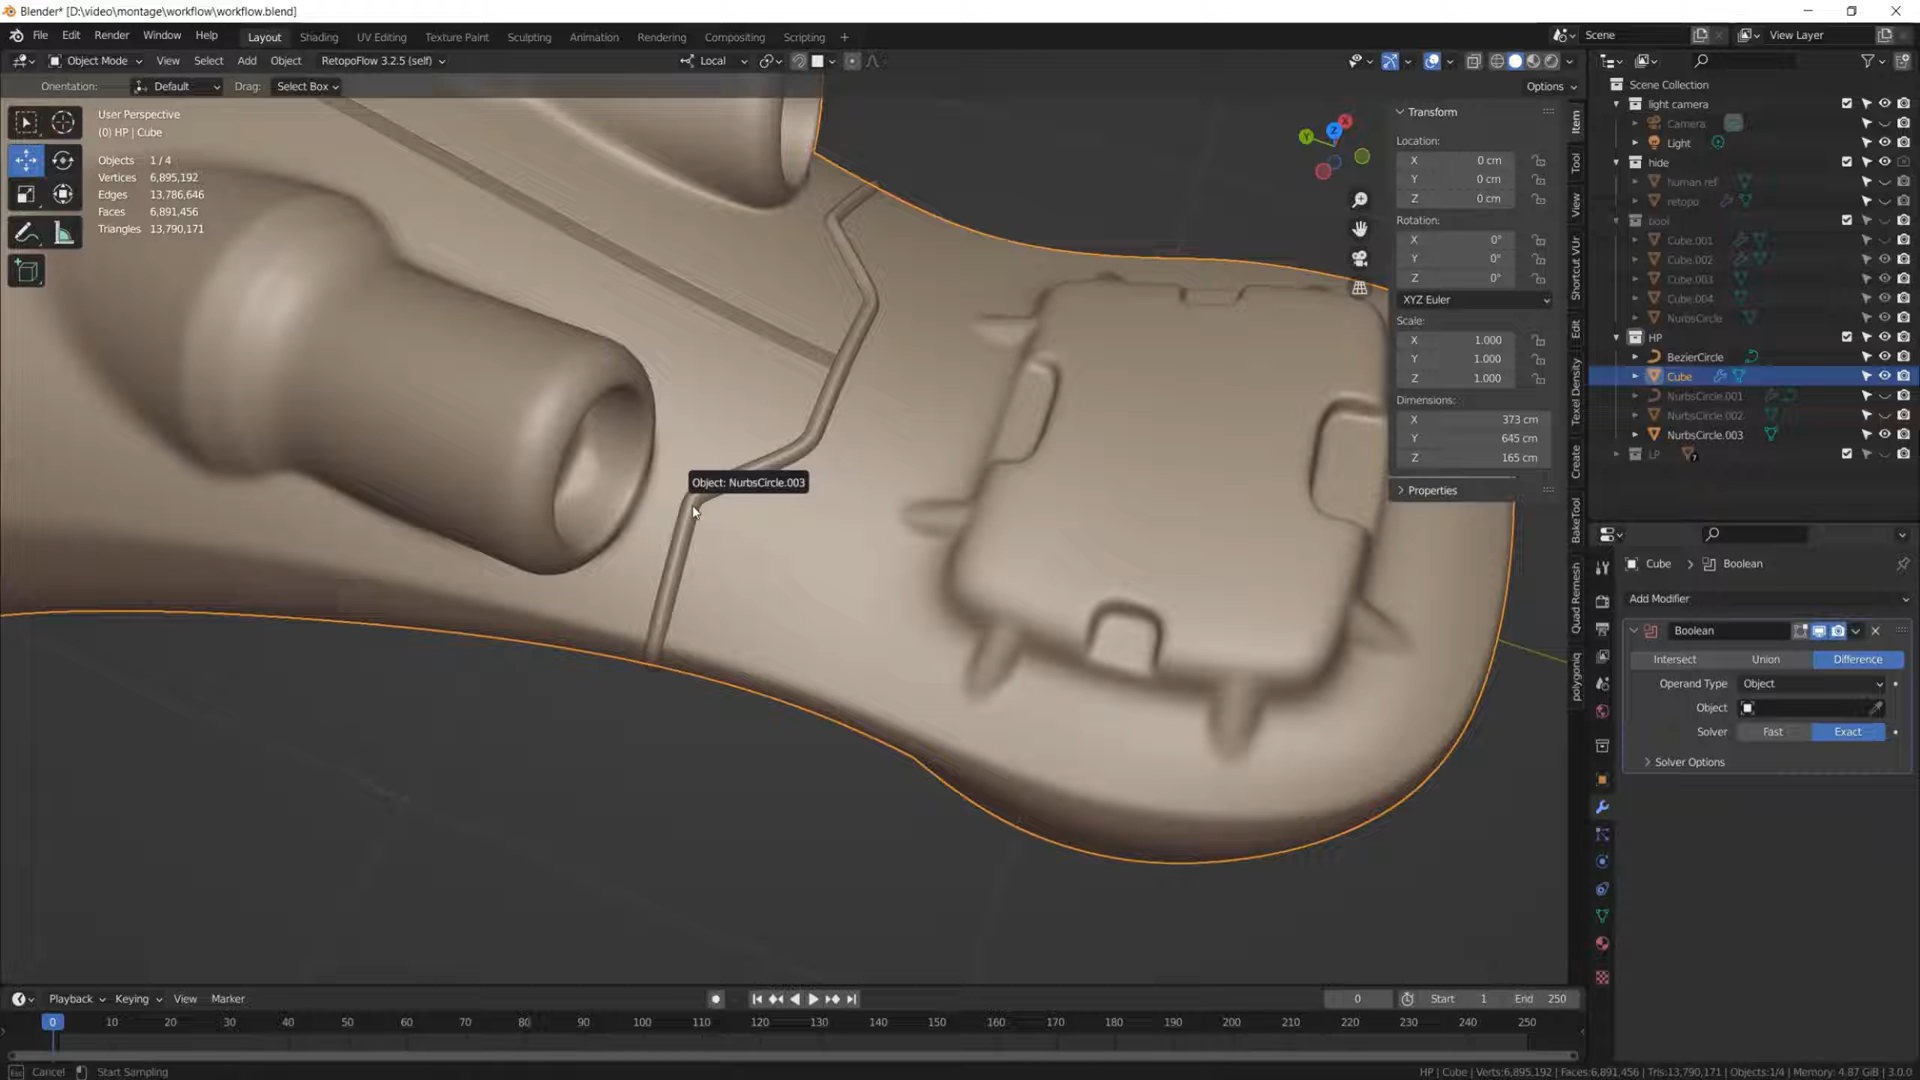 Blender* [D:\video\montage\workflow\workflow.blend]
File Edit Render Window Help Layout Shading UV Editing Texture Paint Sculpting Animation Rendering Compositing Scripting + Scene View Layer
Object Mode View Select Add Object RetopoFlow 3.2.5 (self) Local
Orientation: Default Drag: Select Box Options
User Perspective
(0) HP | Cube
Objects 1 / 4
Vertices 6,895,192
Edges 13,786,646
Faces 6,891,456
Triangles 13,790,171
Object: NurbsCircle.003
X
Y
Z
Transform
Location:
X 0 cm
Y 0 cm
Z 0 cm
Rotation:
X 0°
Y 0°
Z 0°
XYZ Euler
Scale:
X 1.000
Y 1.000
Z 1.000
Dimensions:
X 373 cm
Y 645 cm
Z 165 cm
Properties
Item
Tool
View
Shortcut VUr
Edit
Texel Density
Create
BakeTool
Quad Remesh
polygoniq
Scene Collection
light camera
Camera
Light
hide
human ref
retopo
bool
Cube.001
Cube.002
Cube.003
Cube.004
NurbsCircle
HP
BezierCircle
Cube
NurbsCircle.001
NurbsCircle.002
NurbsCircle.003
LP 7
Cube > Boolean
Add Modifier
Boolean
Intersect Union Difference
Operand Type Object
Object
Solver Fast Exact
Solver Options
Playback Keying View Marker 0 Start 1 End 250
0 10 20 30 40 50 60 70 80 90 100 110 120 130 140 150 160 170 180 190 200 210 220 230 240 250
Esc Cancel Start Sampling HP | Cube | Verts:6,895,192 | Faces:6,891,456 | Tris:13,790,171 | Objects:1/4 | Memory: 4.87 GiB | 3.0.0